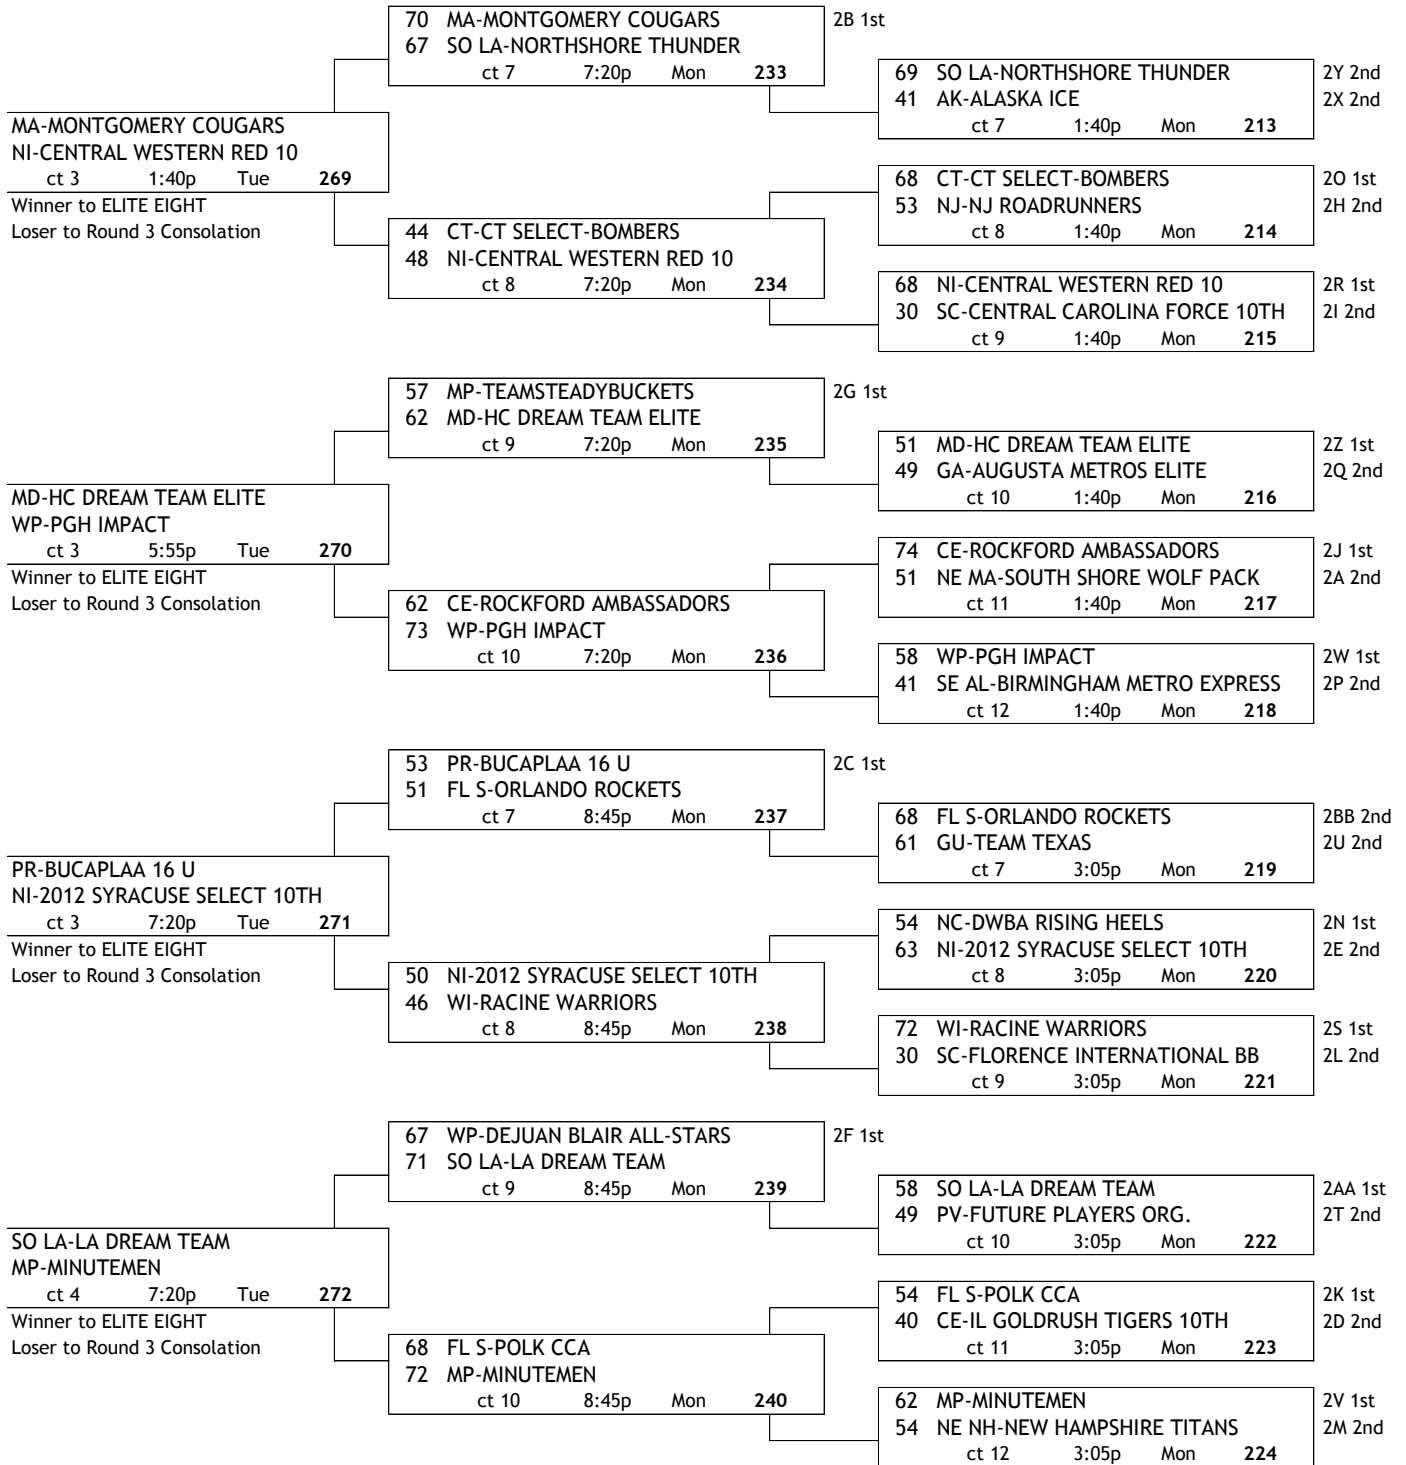 70 MA-MONTGOMERY COUGARS 2B 1st
67 SO LA-NORTHSHORE THUNDER
ct 7 7:20p Mon 233
69 SO LA-NORTHSHORE THUNDER 2Y 2nd
41 AK-ALASKA ICE 2X 2nd
ct 7 1:40p Mon 213
MA-MONTGOMERY COUGARS
NI-CENTRAL WESTERN RED 10
ct 3 1:40p Tue 269
Winner to ELITE EIGHT
Loser to Round 3 Consolation
68 CT-CT SELECT-BOMBERS 2O 1st
53 NJ-NJ ROADRUNNERS 2H 2nd
ct 8 1:40p Mon 214
44 CT-CT SELECT-BOMBERS
48 NI-CENTRAL WESTERN RED 10
ct 8 7:20p Mon 234
68 NI-CENTRAL WESTERN RED 10 2R 1st
30 SC-CENTRAL CAROLINA FORCE 10TH 2I 2nd
ct 9 1:40p Mon 215
57 MP-TEAMSTEADYBUCKETS 2G 1st
62 MD-HC DREAM TEAM ELITE
ct 9 7:20p Mon 235
51 MD-HC DREAM TEAM ELITE 2Z 1st
49 GA-AUGUSTA METROS ELITE 2Q 2nd
ct 10 1:40p Mon 216
MD-HC DREAM TEAM ELITE
WP-PGH IMPACT
ct 3 5:55p Tue 270
Winner to ELITE EIGHT
Loser to Round 3 Consolation
74 CE-ROCKFORD AMBASSADORS 2J 1st
51 NE MA-SOUTH SHORE WOLF PACK 2A 2nd
ct 11 1:40p Mon 217
62 CE-ROCKFORD AMBASSADORS
73 WP-PGH IMPACT
ct 10 7:20p Mon 236
58 WP-PGH IMPACT 2W 1st
41 SE AL-BIRMINGHAM METRO EXPRESS 2P 2nd
ct 12 1:40p Mon 218
53 PR-BUCAPLAA 16 U 2C 1st
51 FL S-ORLANDO ROCKETS
ct 7 8:45p Mon 237
68 FL S-ORLANDO ROCKETS 2BB 2nd
61 GU-TEAM TEXAS 2U 2nd
ct 7 3:05p Mon 219
PR-BUCAPLAA 16 U
NI-2012 SYRACUSE SELECT 10TH
ct 3 7:20p Tue 271
Winner to ELITE EIGHT
Loser to Round 3 Consolation
54 NC-DWBA RISING HEELS 2N 1st
63 NI-2012 SYRACUSE SELECT 10TH 2E 2nd
ct 8 3:05p Mon 220
50 NI-2012 SYRACUSE SELECT 10TH
46 WI-RACINE WARRIORS
ct 8 8:45p Mon 238
72 WI-RACINE WARRIORS 2S 1st
30 SC-FLORENCE INTERNATIONAL BB 2L 2nd
ct 9 3:05p Mon 221
67 WP-DEJUAN BLAIR ALL-STARS 2F 1st
71 SO LA-LA DREAM TEAM
ct 9 8:45p Mon 239
58 SO LA-LA DREAM TEAM 2AA 1st
49 PV-FUTURE PLAYERS ORG. 2T 2nd
ct 10 3:05p Mon 222
SO LA-LA DREAM TEAM
MP-MINUTEMEN
ct 4 7:20p Tue 272
Winner to ELITE EIGHT
Loser to Round 3 Consolation
54 FL S-POLK CCA 2K 1st
40 CE-IL GOLDRUSH TIGERS 10TH 2D 2nd
ct 11 3:05p Mon 223
68 FL S-POLK CCA
72 MP-MINUTEMEN
ct 10 8:45p Mon 240
62 MP-MINUTEMEN 2V 1st
54 NE NH-NEW HAMPSHIRE TITANS 2M 2nd
ct 12 3:05p Mon 224